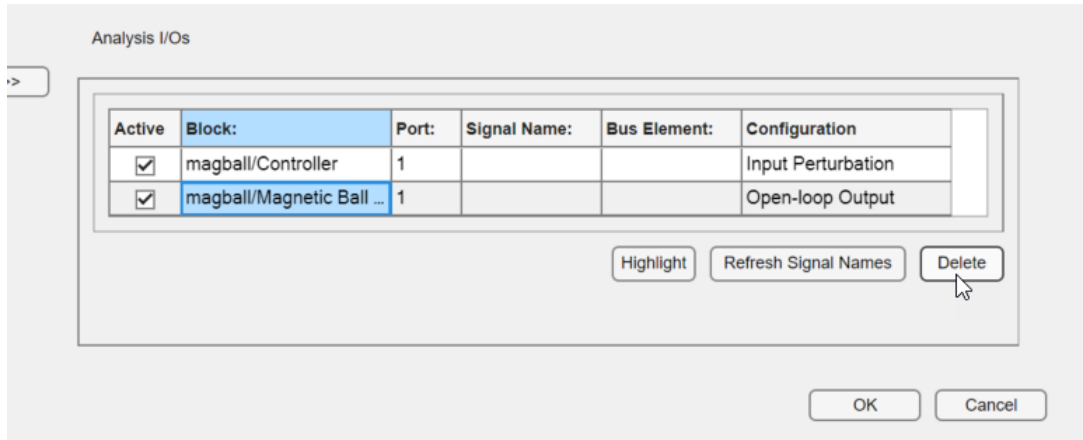 Analysis I/Os
>>
Active Block: Port: Signal Name: Bus Element: Configuration
magball/Controller 1 Input Perturbation
magball/Magnetic Ball ... 1 Open-loop Output
Highlight Refresh Signal Names Delete
OK Cancel